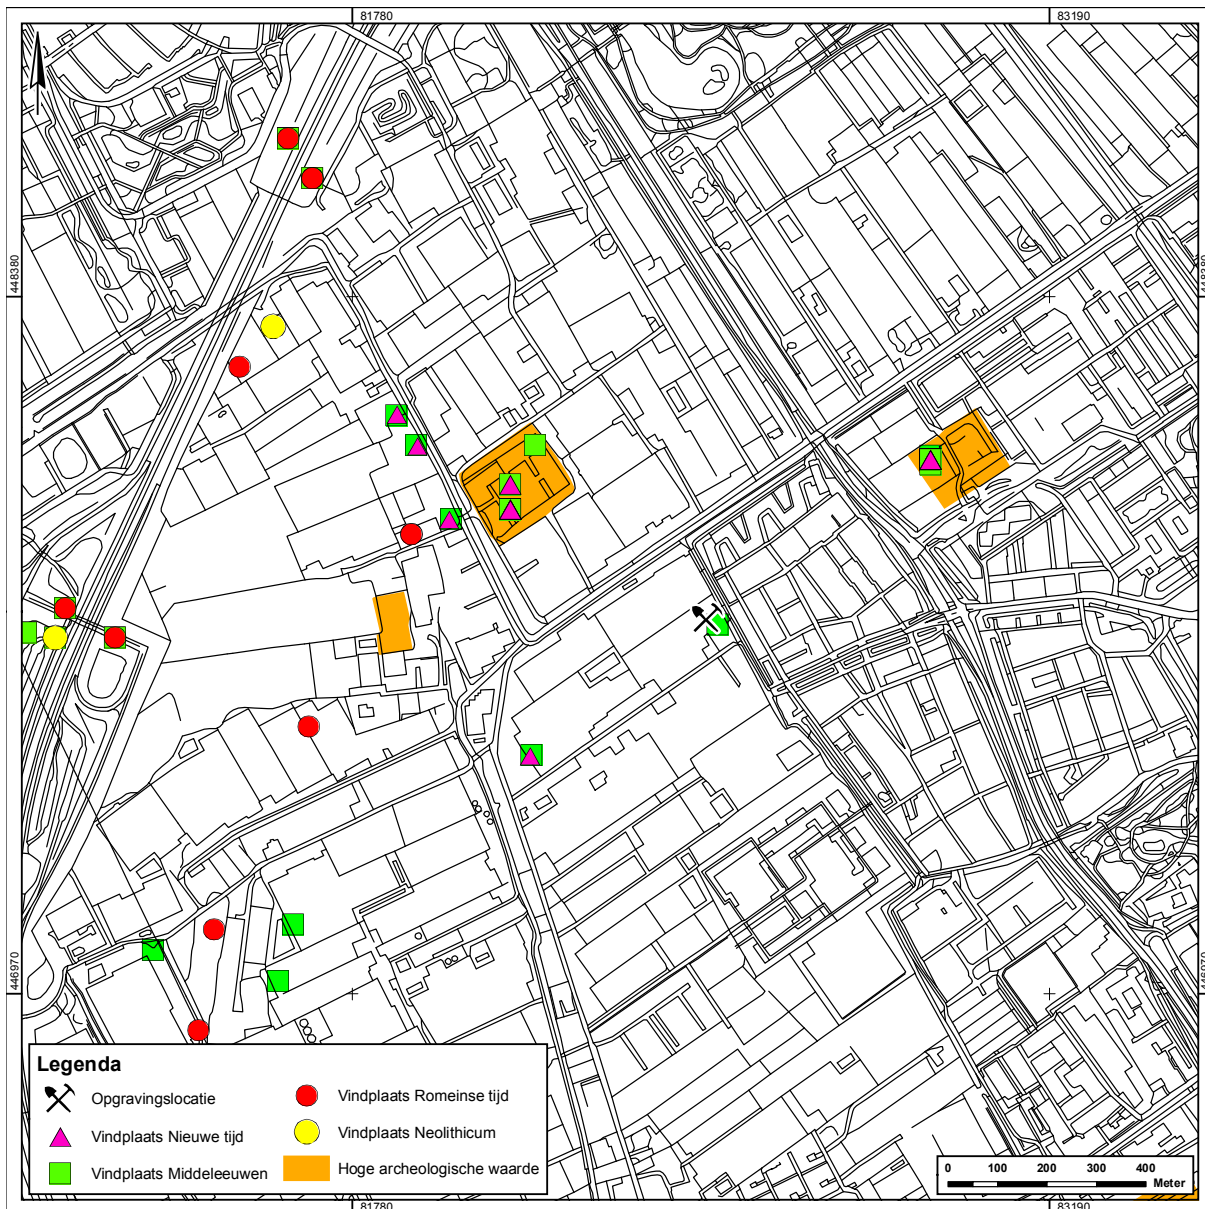 81780
83190
448380
448380
446970
446970
Legenda
Opgravingslocatie
Vindplaats Nieuwe tijd
Vindplaats Middeleeuwen
Vindplaats Romeinse tijd
Vindplaats Neolithicum
Hoge archeologische waarde
0 100 200 300 400
Meter
81780
83190